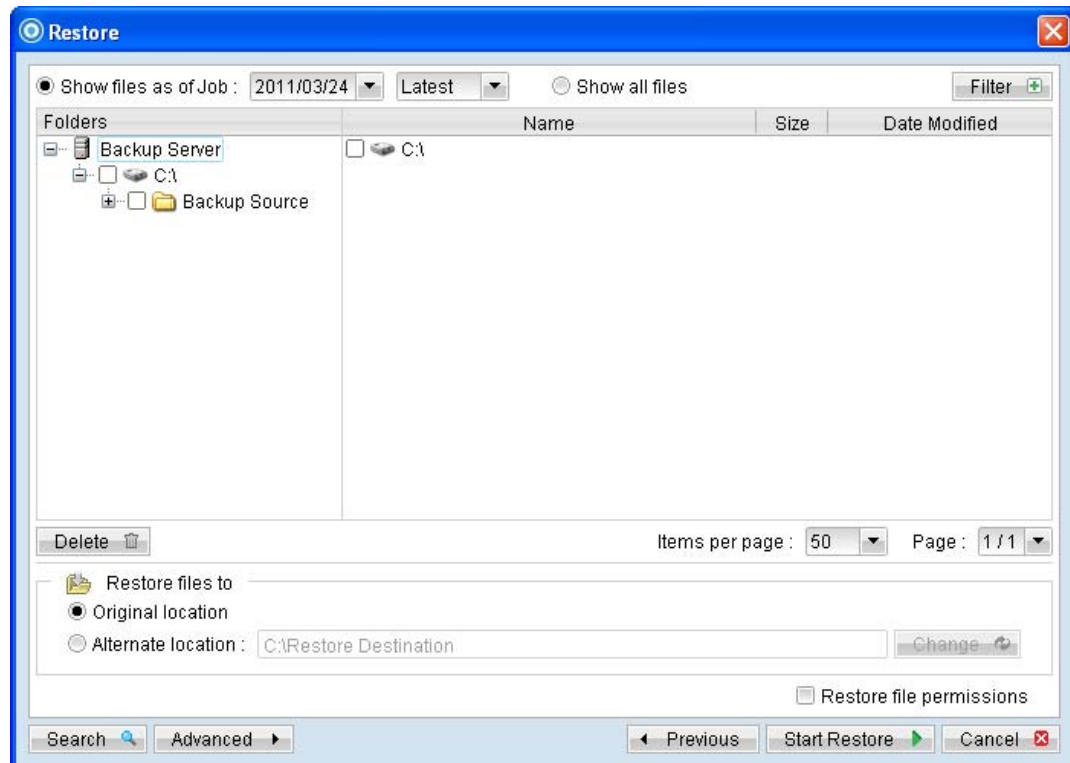 Restore
Show files as of Job : 2011/03/24 Latest Show all files Filter
Folders Name Size Date Modified
Backup Server C:\
C:\
Backup Source
Delete Items per page : 50 Page : 1 / 1
Restore files to
Original location
Alternate location : C:\Restore Destination Change
Restore file permissions
Search Advanced Previous Start Restore Cancel